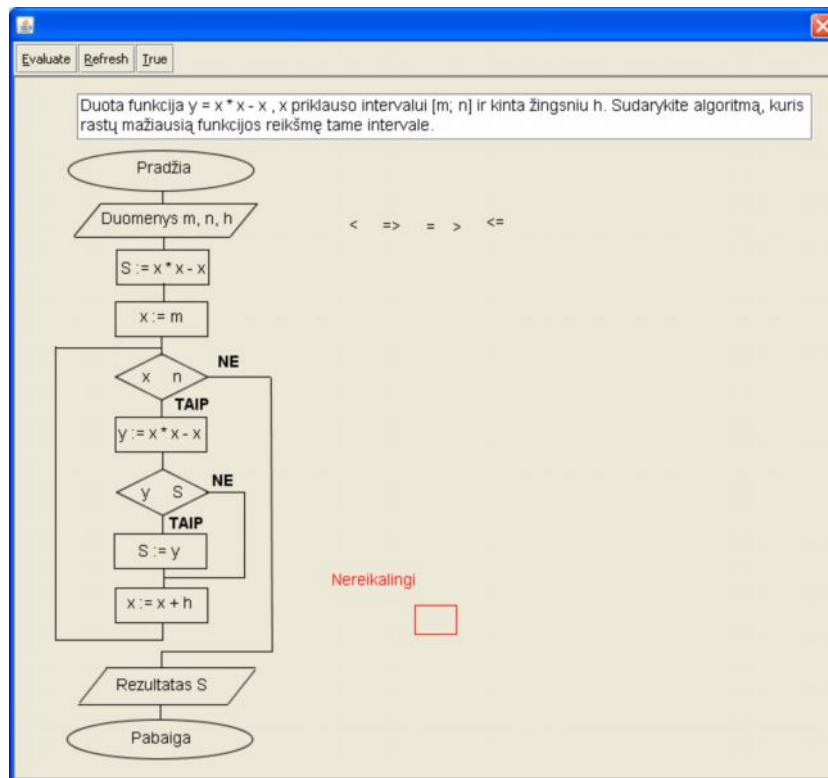 Evaluate Refresh True
Duota funkcija y = x * x - x , x priklauso intervalui [m; n] ir kinta žingsniu h. Sudarykite algoritmą, kuris
rastų mažiausią funkcijos reikšmę tame intervale.
Pradžia
Duomenys m, n, h
< => = > <=
S := x * x - x
x := m
NE
x n
TAIP
y := x * x - x
NE
y S
TAIP
S := y
Nereikalingi
x := x + h
Rezultatas S
Pabaiga